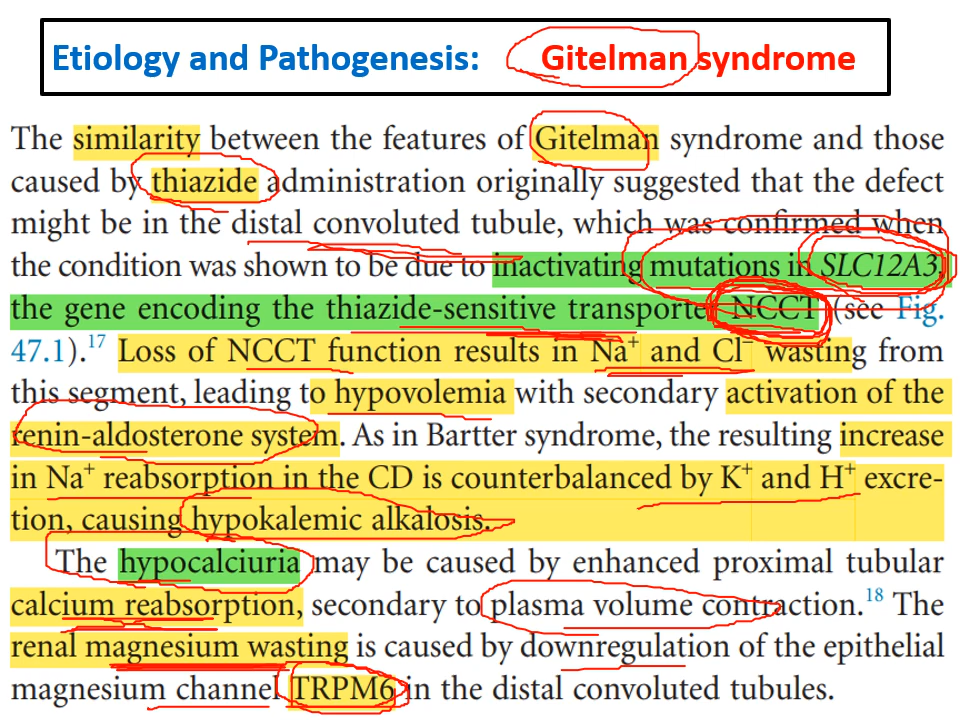 Etiology and Pathogenesis: Gitelman syndrome
The similarity between the features of Gitelman syndrome and those
caused by thiazide administration originally suggested that the defect
might be in the distal convoluted tubule, which was confirmed when
the condition was shown to be due to inactivating mutations in SLC12A3,
the gene encoding the thiazide-sensitive transporter NCCT (see Fig.
47.1).17 Loss of NCCT function results in Na+ and Cl− wasting from
this segment, leading to hypovolemia with secondary activation of the
renin-aldosterone system. As in Bartter syndrome, the resulting increase
in Na+ reabsorption in the CD is counterbalanced by K+ and H+ excre-
tion, causing hypokalemic alkalosis.
The hypocalciuria may be caused by enhanced proximal tubular
calcium reabsorption, secondary to plasma volume contraction.18 The
renal magnesium wasting is caused by downregulation of the epithelial
magnesium channel TRPM6 in the distal convoluted tubules.